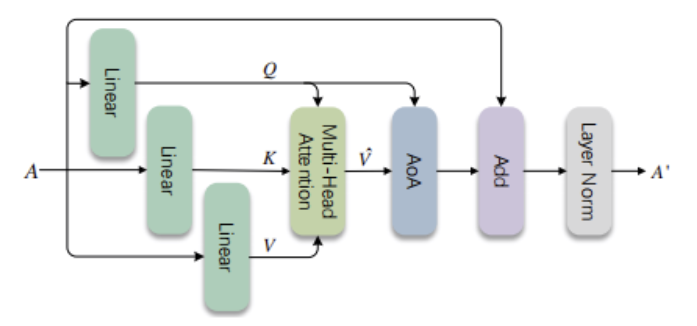 A
Linear
Linear
Linear
Q
K
V
Multi-Head
Attention
V̂
AoA
Add
Layer Norm
A'